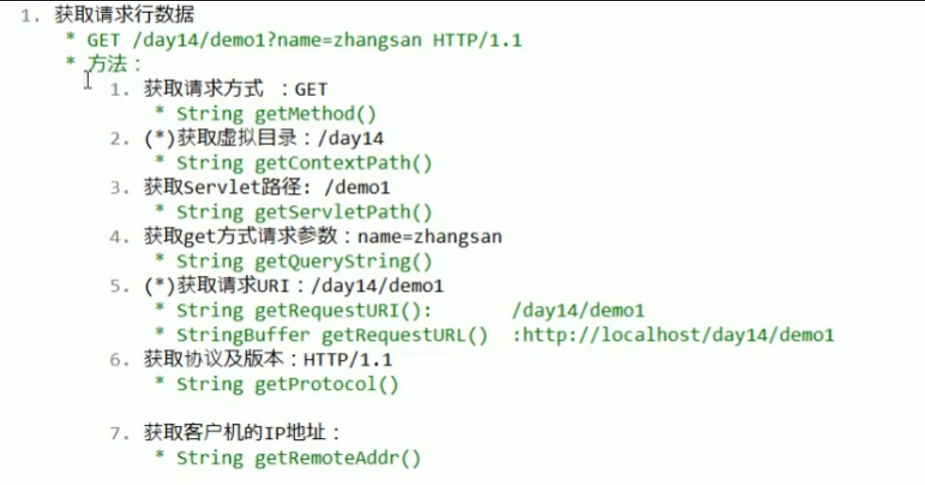 1. 获取请求行数据
* GET /day14/demo1?name=zhangsan HTTP/1.1
* 方法：
1. 获取请求方式 ：GET
* String getMethod()
2. (*)获取虚拟目录：/day14
* String getContextPath()
3. 获取Servlet路径: /demo1
* String getServletPath()
4. 获取get方式请求参数：name=zhangsan
* String getQueryString()
5. (*)获取请求URI：/day14/demo1
* String getRequestURI(): /day14/demo1
* StringBuffer getRequestURL() :http://localhost/day14/demo1
6. 获取协议及版本：HTTP/1.1
* String getProtocol()
7. 获取客户机的IP地址：
* String getRemoteAddr()